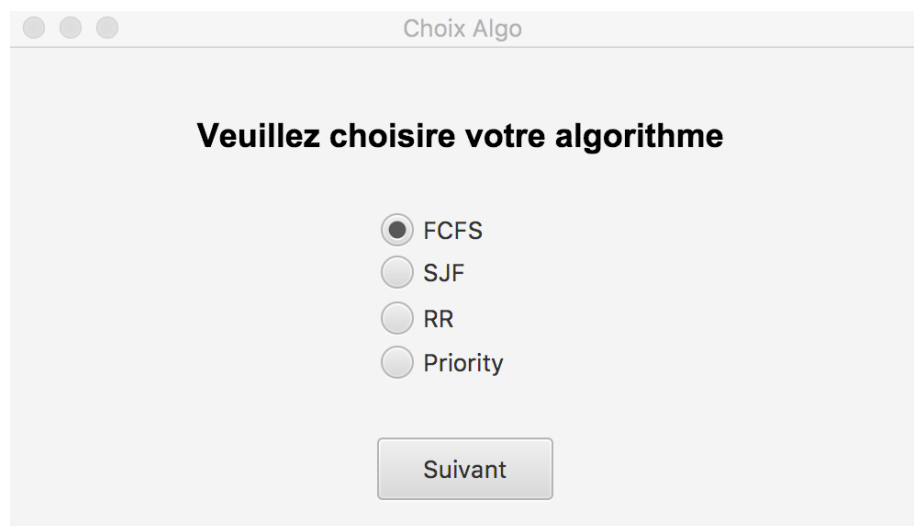 Choix Algo
Veuillez choisire votre algorithme
FCFS
SJF
RR
Priority
Suivant